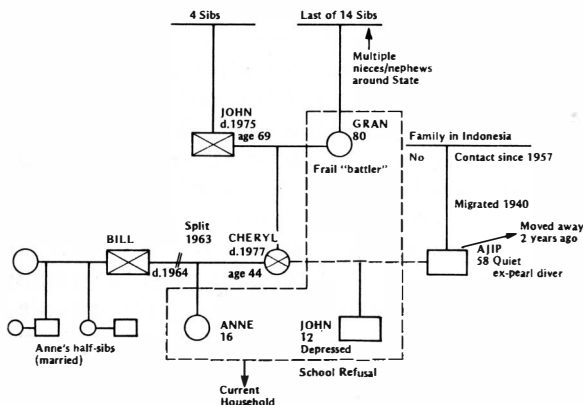 4 Sibs
Last of 14 Sibs
Multiple
nieces/nephews
around State
JOHN
d.1975
age 69
GRAN
80
Frail "battler"
Family in Indonesia
No Contact since 1957
Migrated 1940
Moved away
2 years ago
AJIP
58 Quiet
ex-pearl diver
BILL
d.1964
Split
1963
CHERYL
d.1977
age 44
Anne's half-sibs
(married)
ANNE
16
JOHN
12
Depressed
School Refusal
Current
Household